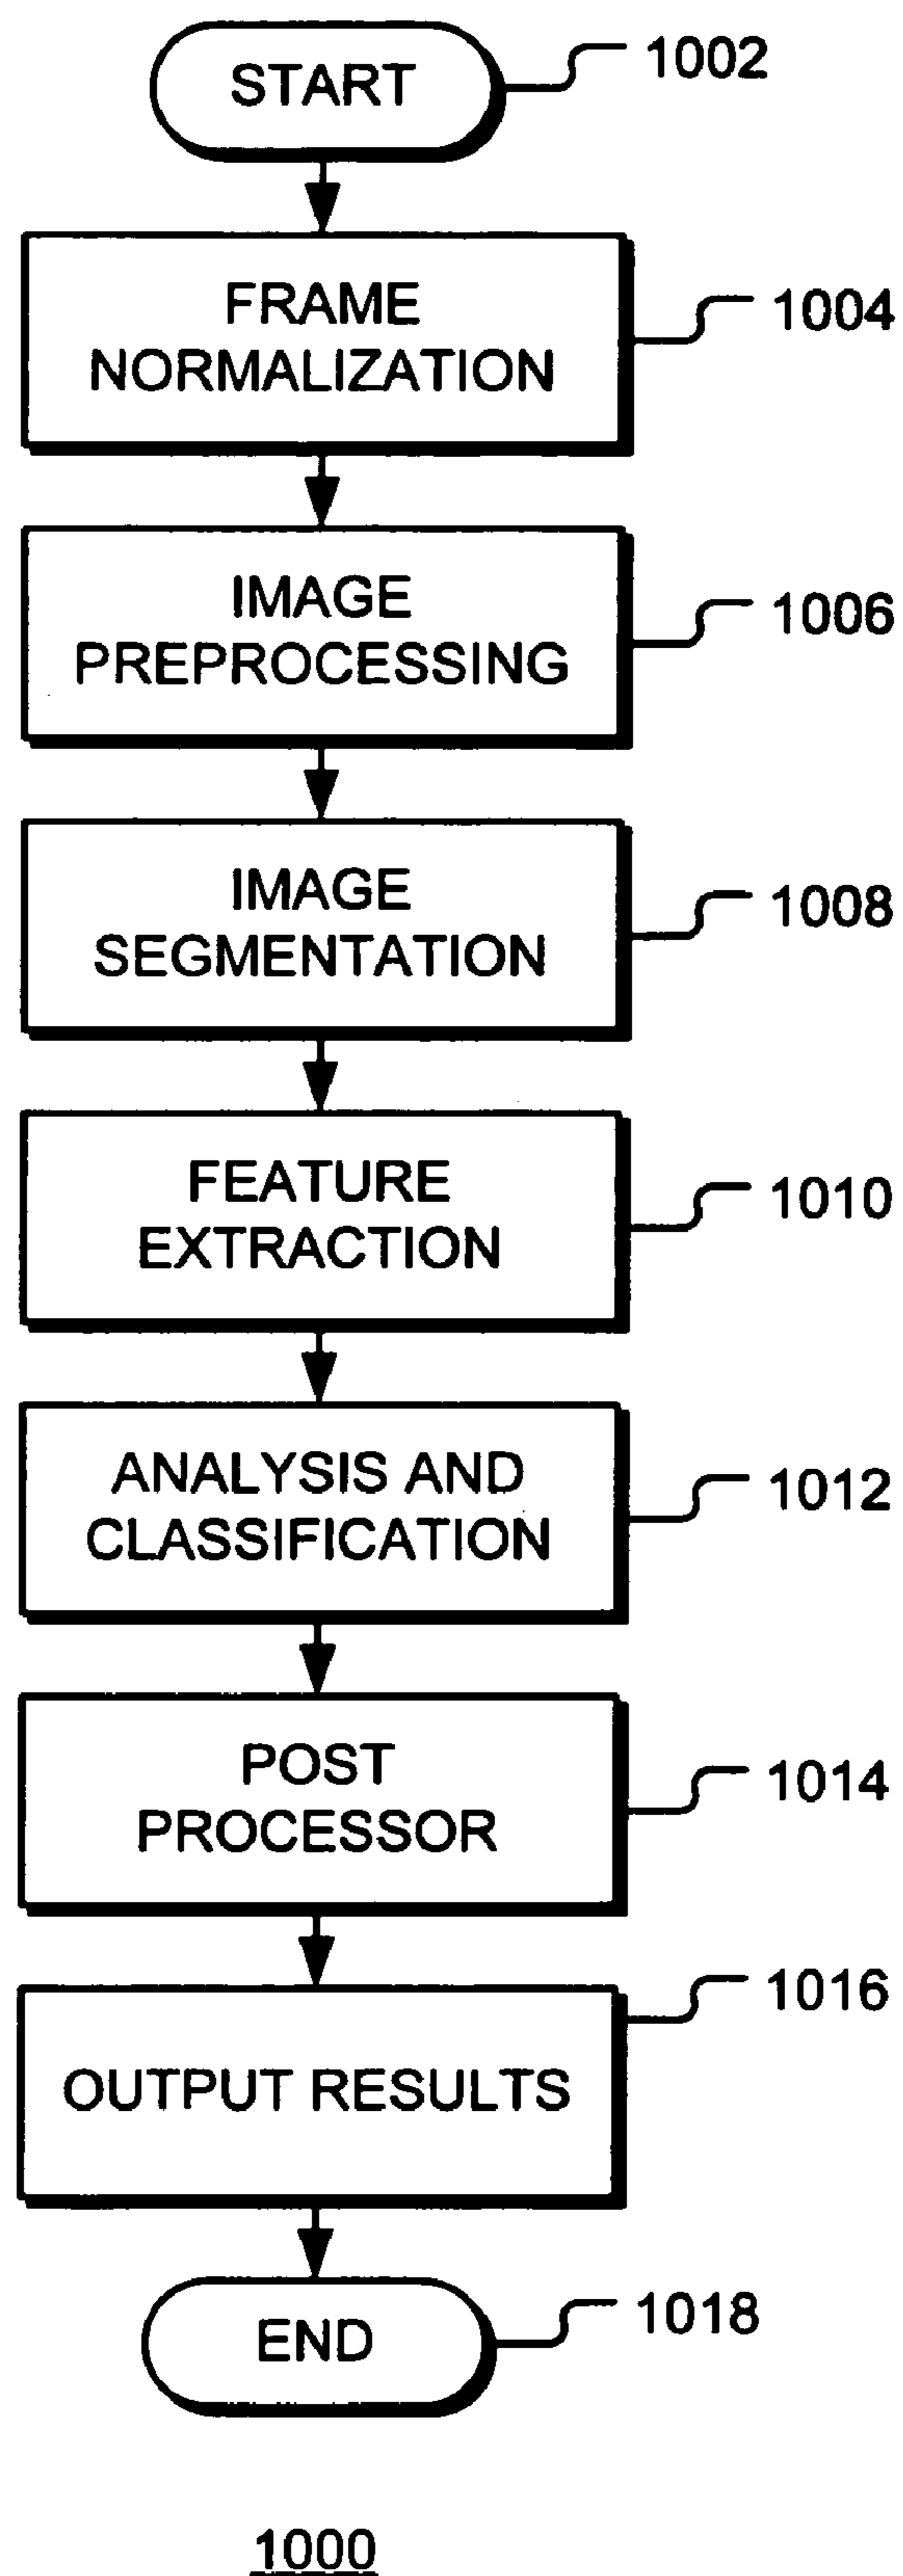 START
1002
FRAME
NORMALIZATION
1004
IMAGE
PREPROCESSING
1006
IMAGE
SEGMENTATION
1008
FEATURE
EXTRACTION
1010
ANALYSIS AND
CLASSIFICATION
1012
POST
PROCESSOR
1014
OUTPUT RESULTS
1016
END
1018
1000